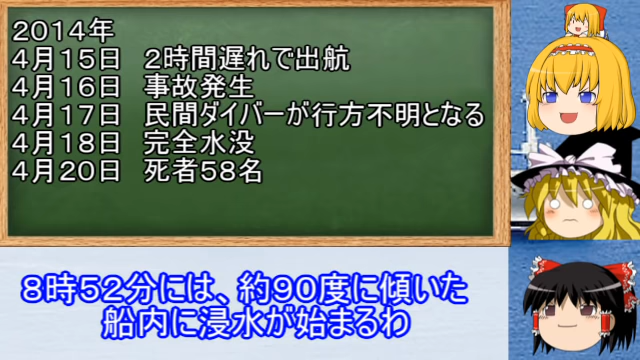 ２０１４年
４月１５日　２時間遅れで出航
４月１６日　事故発生
４月１７日　民間ダイバーが行方不明となる
４月１８日　完全水没
４月２０日　死者５８名
８時５２分には、約９０度に傾いた
船内に浸水が始まるわ